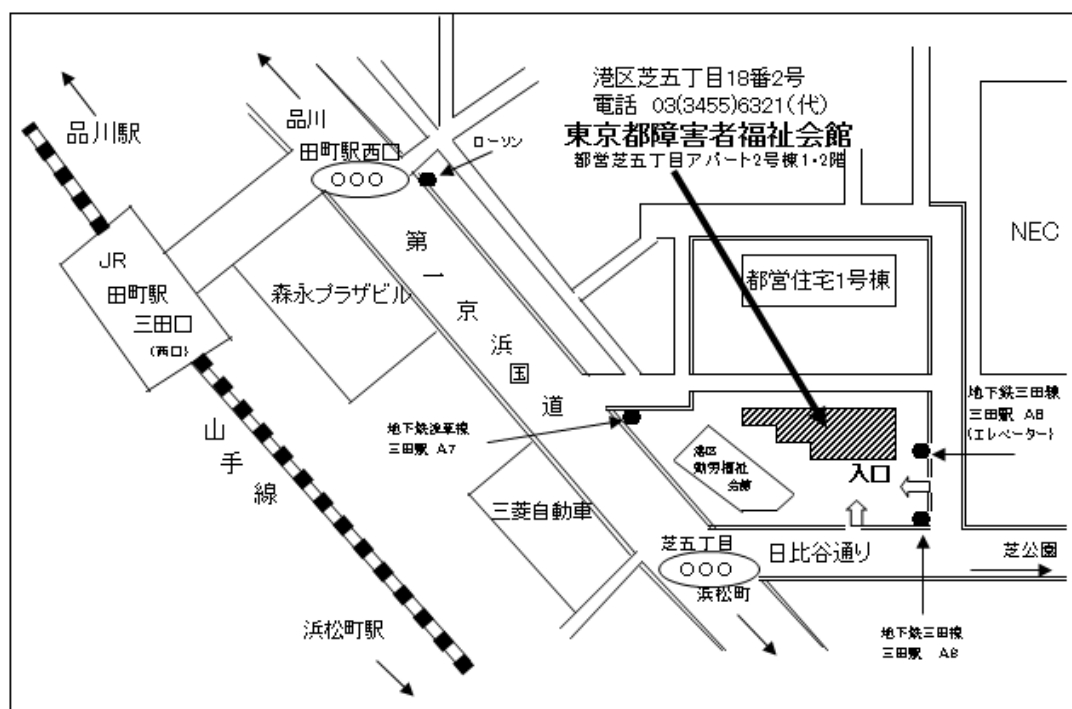 港区芝五丁目18番2号
電話 03(3455)6321(代)
東京都障害者福祉会館
都営芝五丁目アパート2号棟1・2階
品川駅
品川
田町駅西口
ローソン
JR
田町駅
三田口
(西口)
森永プラザビル
第一京浜国道
都営住宅1号棟
NEC
山手線
地下鉄浅草線
三田駅 A7
地下鉄三田線
三田駅 A8
(エレベーター)
港区
勤労福祉
会館
入口
三菱自動車
芝五丁目
日比谷通り
芝公園
浜松町
浜松町駅
地下鉄三田線
三田駅